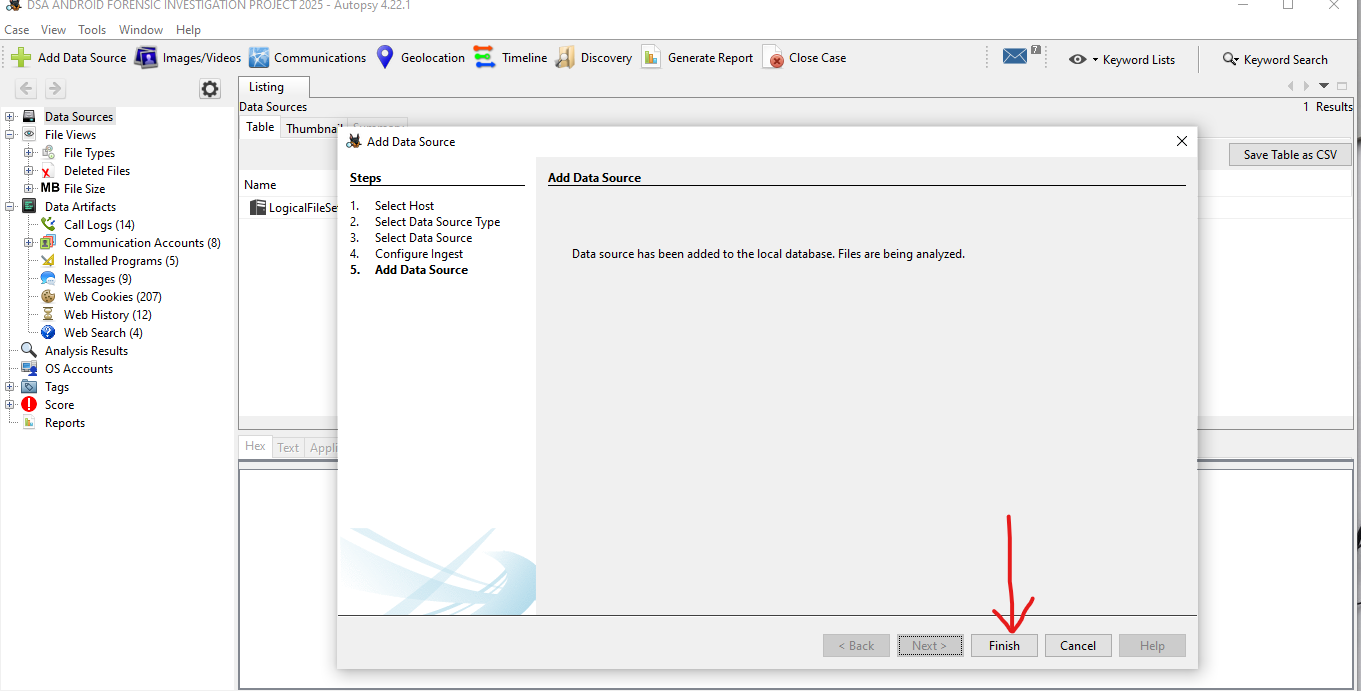 DSA ANDROID FORENSIC INVESTIGATION PROJECT 2025 - Autopsy 4.22.1
Case View Tools Window Help
Add Data Source Images/Videos Communications Geolocation Timeline Discovery Generate Report Close Case 7 Keyword Lists Keyword Search
Listing
Data Sources
1 Results
Table Thumbnail Summary
Save Table as CSV
Name
LogicalFileSe
Data Sources
File Views
File Types
Deleted Files
MB File Size
Data Artifacts
Call Logs (14)
Communication Accounts (8)
Installed Programs (5)
Messages (9)
Web Cookies (207)
Web History (12)
Web Search (4)
Analysis Results
OS Accounts
Tags
Score
Reports
Hex Text Appli
Add Data Source
Steps
1. Select Host
2. Select Data Source Type
3. Select Data Source
4. Configure Ingest
5. Add Data Source
Add Data Source
Data source has been added to the local database. Files are being analyzed.
< Back Next > Finish Cancel Help